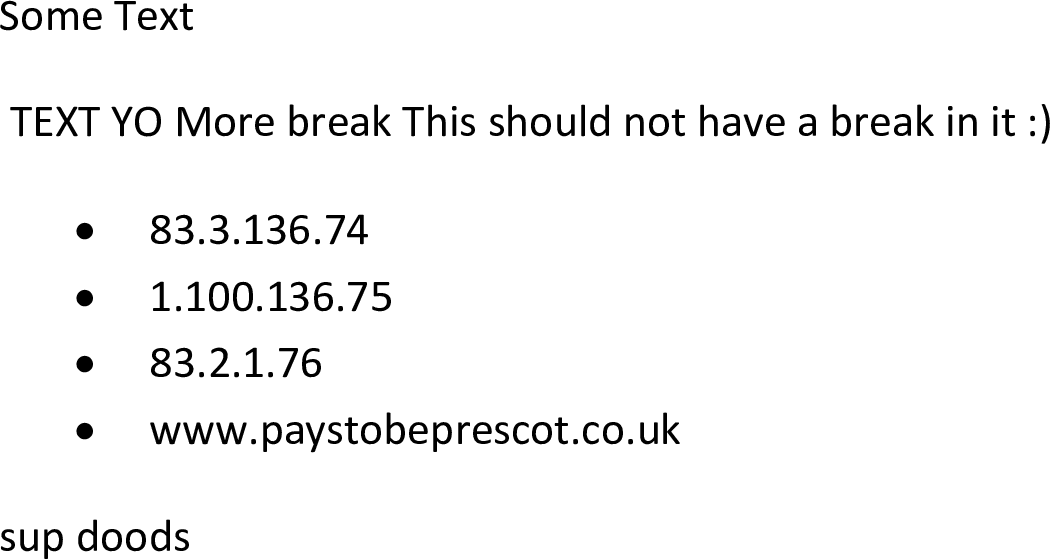 Some Text
TEXT YO More break This should not have a break in it :)
• 83.3.136.74
• 1.100.136.75
• 83.2.1.76
• www.paystobeprescot.co.uk
sup doods